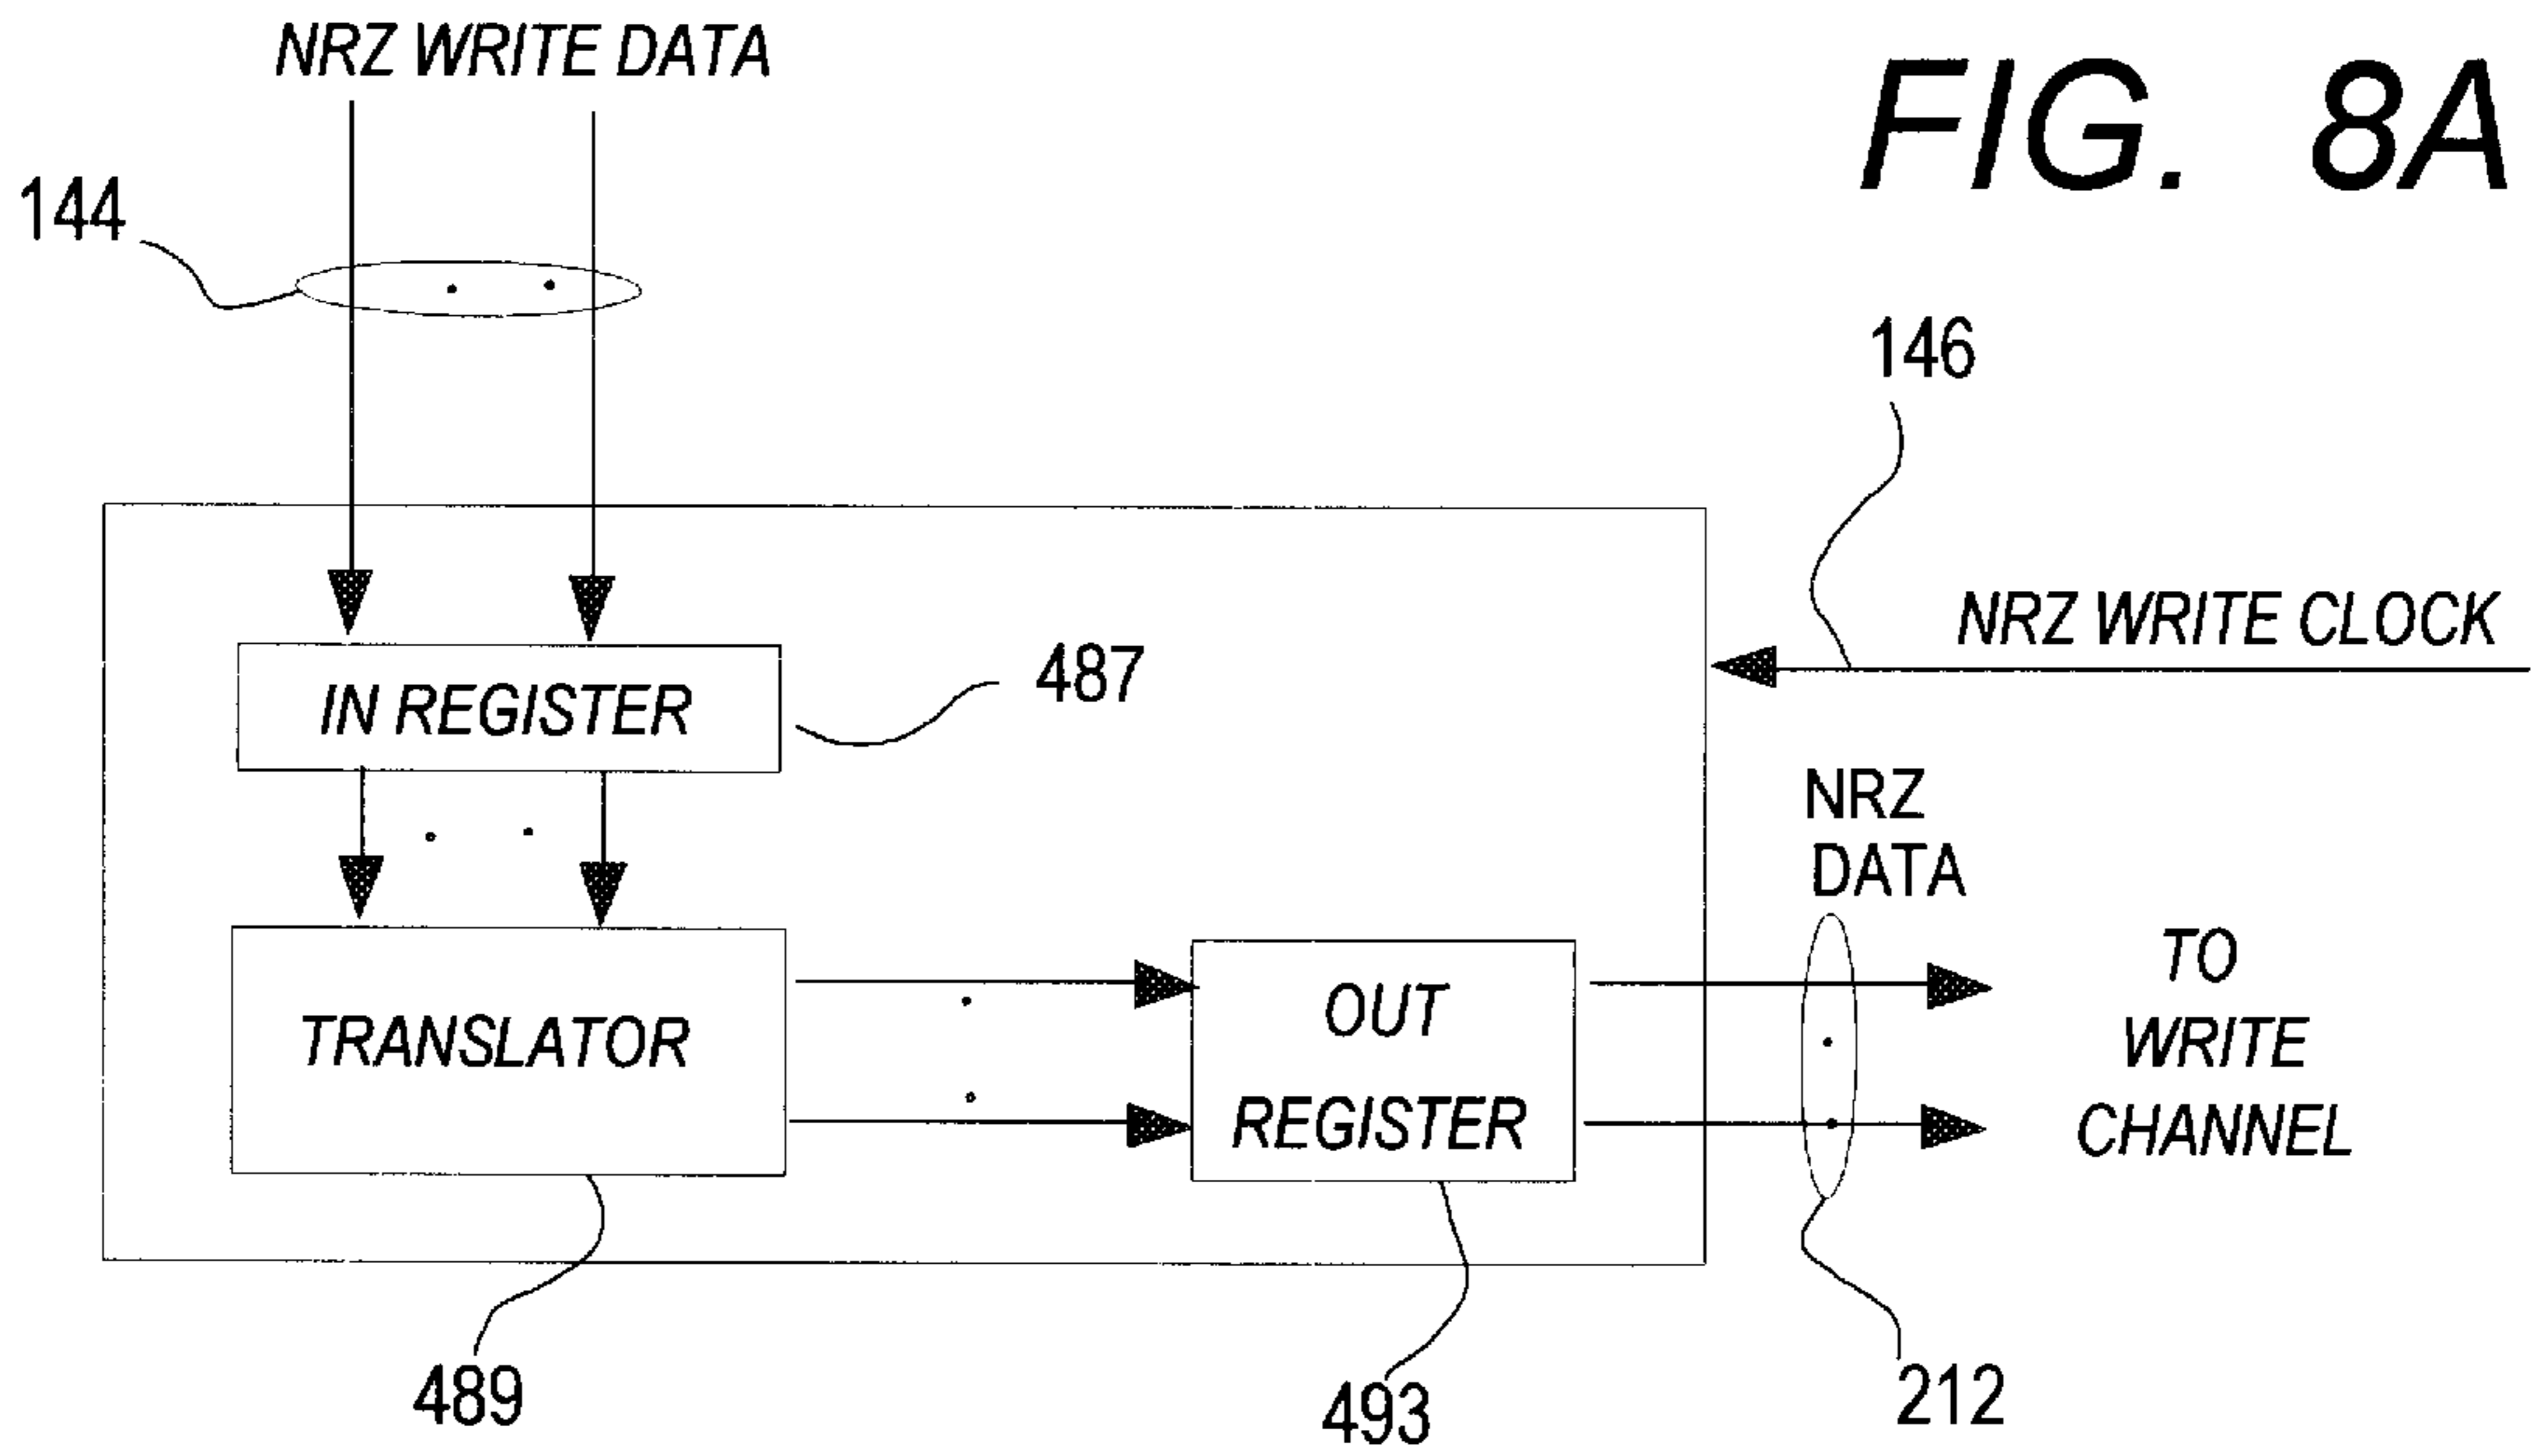 NRZ WRITE DATA
FIG. 8A
144
146
NRZ WRITE CLOCK
487
IN REGISTER
NRZ
DATA
TRANSLATOR
OUT
REGISTER
TO
WRITE
CHANNEL
489
493
212